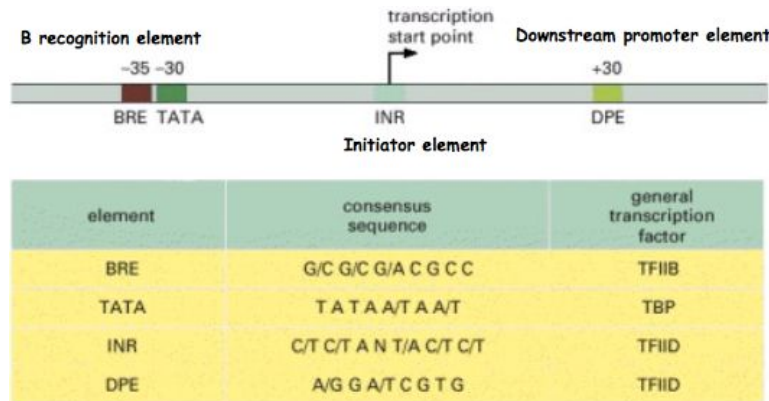 transcription
start point
B recognition element
Downstream promoter element
–35 –30
+30
BRE TATA
INR
DPE
Initiator element
element
consensus
sequence
general
transcription
factor
BRE
G/C G/C G/A C G C C
TFIIB
TATA
T A T A A/T A A/T
TBP
INR
C/T C/T A N T/A C/T C/T
TFIID
DPE
A/G G A/T C G T G
TFIID